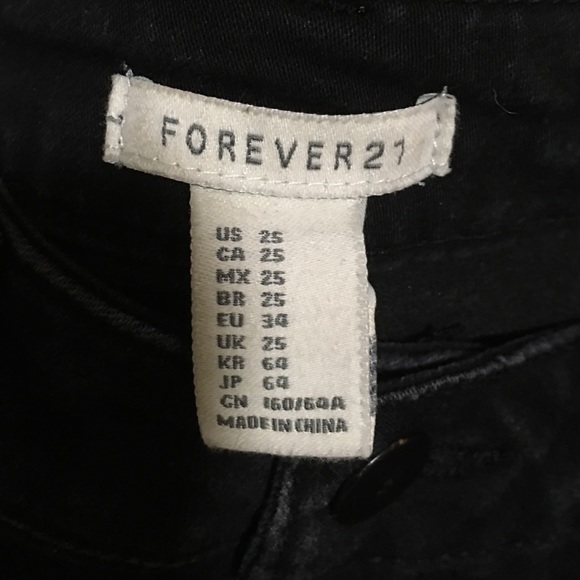 FOREVER21
US 25
CA 25
MX 25
BR 25
EU 34
UK 25
KR 64
JP 64
CN 160/64A
MADE IN CHINA